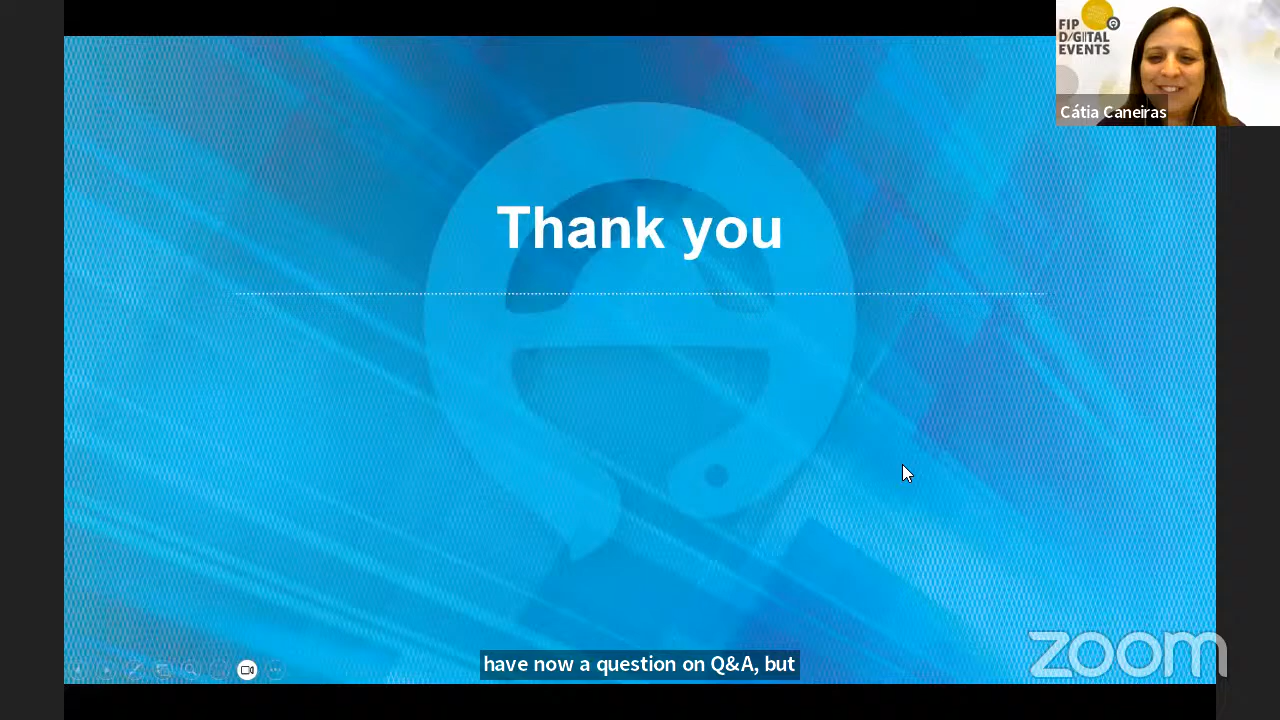 FIP
D/GITAL
EVENTS
Cátia Caneiras
Thank you
have now a question on Q&A, but
zoom